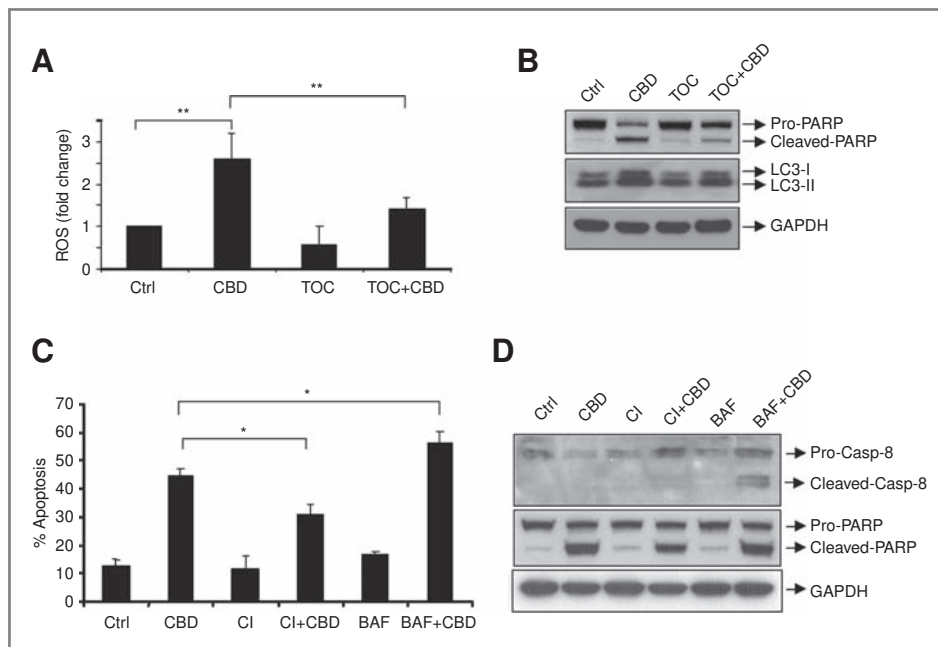 A
** **
ROS (fold change)
3
2
1
1
0
Ctrl CBD TOC TOC+CBD
B
Ctrl CBD TOC TOC+CBD
Pro-PARP
Cleaved-PARP
LC3-I
LC3-II
GAPDH
C
*
*
% Apoptosis
70
60
50
40
30
20
10
0
Ctrl CBD CI CI+CBD BAF BAF+CBD
D
Ctrl CBD CI CI+CBD BAF BAF+CBD
Pro-Casp-8
Cleaved-Casp-8
Pro-PARP
Cleaved-PARP
GAPDH